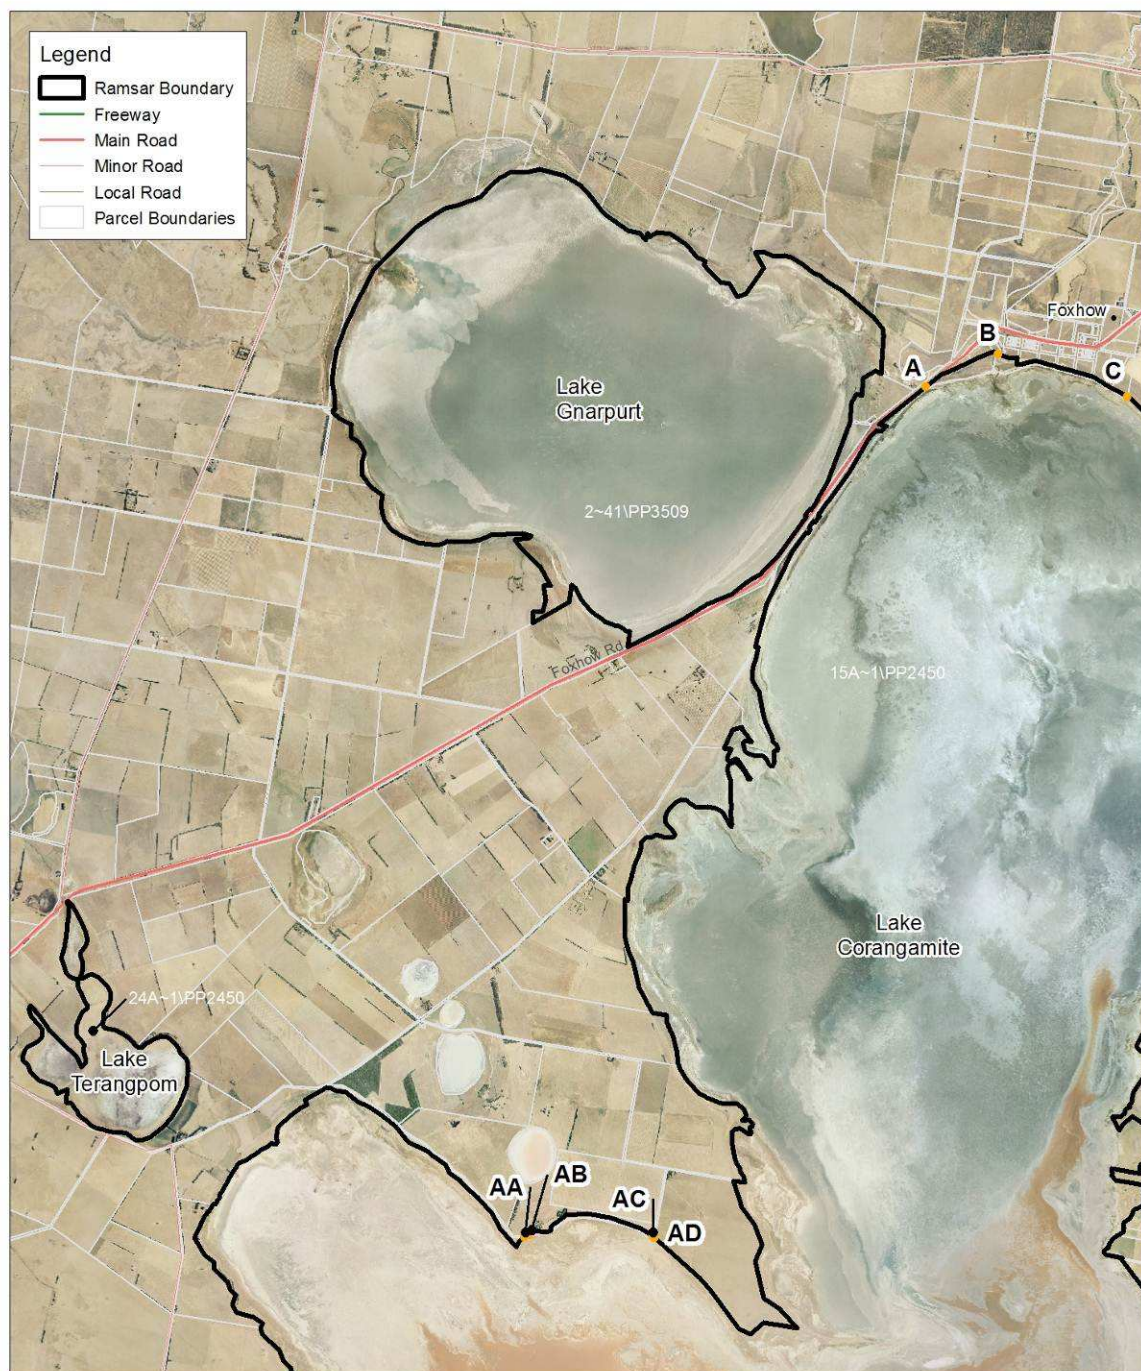 Legend
Ramsar Boundary
Freeway
Main Road
Minor Road
Local Road
Parcel Boundaries
Foxhow
B
A
C
Lake
Gnarpurt
2~41\PP3509
Foxhow Rd
15A~1\PP2450
Lake
Corangamite
24A~1\PP2450
Lake
Terangpom
AB
AA
AC
AD